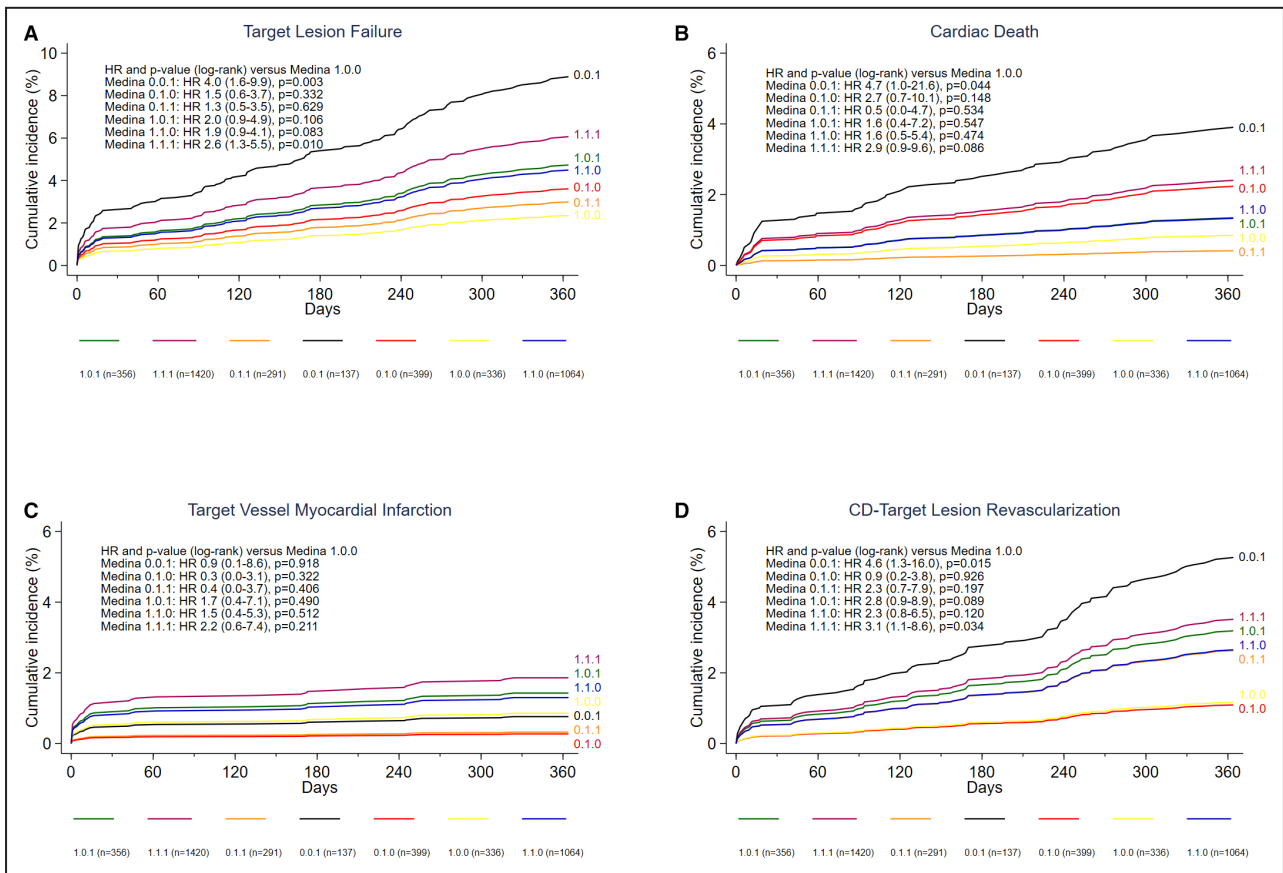 A
Target Lesion Failure
Cumulative incidence (%)
10
8
6
4
2
0
HR and p-value (log-rank) versus Medina 1.0.0
Medina 0.0.1: HR 4.0 (1.6-9.9), p=0.003
Medina 0.1.0: HR 1.5 (0.6-3.7), p=0.332
Medina 0.1.1: HR 1.3 (0.5-3.5), p=0.629
Medina 1.0.1: HR 2.0 (0.9-4.9), p=0.106
Medina 1.1.0: HR 1.9 (0.9-4.1), p=0.083
Medina 1.1.1: HR 2.6 (1.3-5.5), p=0.010
0.0.1
1.1.1
1.0.1
1.1.0
0.1.0
0.1.1
1.0.0
0 60 120 180 240 300 360
Days
1.0.1 (n=356) 1.1.1 (n=1420) 0.1.1 (n=291) 0.0.1 (n=137) 0.1.0 (n=399) 1.0.0 (n=336) 1.1.0 (n=1064)
B
Cardiac Death
Cumulative incidence (%)
6
4
2
0
HR and p-value (log-rank) versus Medina 1.0.0
Medina 0.0.1: HR 4.7 (1.0-21.6), p=0.044
Medina 0.1.0: HR 2.7 (0.7-10.1), p=0.148
Medina 0.1.1: HR 0.5 (0.0-4.7), p=0.534
Medina 1.0.1: HR 1.6 (0.4-7.2), p=0.547
Medina 1.1.0: HR 1.6 (0.5-5.4), p=0.474
Medina 1.1.1: HR 2.9 (0.9-9.6), p=0.086
0.0.1
1.1.1
0.1.0
1.1.0
1.0.1
1.0.0
0.1.1
0 60 120 180 240 300 360
Days
1.0.1 (n=356) 1.1.1 (n=1420) 0.1.1 (n=291) 0.0.1 (n=137) 0.1.0 (n=399) 1.0.0 (n=336) 1.1.0 (n=1064)
C
Target Vessel Myocardial Infarction
Cumulative incidence (%)
6
4
2
0
HR and p-value (log-rank) versus Medina 1.0.0
Medina 0.0.1: HR 0.9 (0.1-8.6), p=0.918
Medina 0.1.0: HR 0.3 (0.0-3.1), p=0.322
Medina 0.1.1: HR 0.4 (0.0-3.7), p=0.406
Medina 1.0.1: HR 1.7 (0.4-7.1), p=0.490
Medina 1.1.0: HR 1.5 (0.4-5.3), p=0.512
Medina 1.1.1: HR 2.2 (0.6-7.4), p=0.211
1.1.1
1.0.1
1.1.0
1.0.0
0.0.1
0.1.1
0.1.0
0 60 120 180 240 300 360
Days
1.0.1 (n=356) 1.1.1 (n=1420) 0.1.1 (n=291) 0.0.1 (n=137) 0.1.0 (n=399) 1.0.0 (n=336) 1.1.0 (n=1064)
D
CD-Target Lesion Revascularization
Cumulative incidence (%)
6
4
2
0
HR and p-value (log-rank) versus Medina 1.0.0
Medina 0.0.1: HR 4.6 (1.3-16.0), p=0.015
Medina 0.1.0: HR 0.9 (0.2-3.8), p=0.926
Medina 0.1.1: HR 2.3 (0.7-7.9), p=0.197
Medina 1.0.1: HR 2.8 (0.9-8.9), p=0.089
Medina 1.1.0: HR 2.3 (0.8-6.5), p=0.120
Medina 1.1.1: HR 3.1 (1.1-8.6), p=0.034
0.0.1
1.1.1
1.0.1
1.1.0
0.1.1
1.0.0
0.1.0
0 60 120 180 240 300 360
Days
1.0.1 (n=356) 1.1.1 (n=1420) 0.1.1 (n=291) 0.0.1 (n=137) 0.1.0 (n=399) 1.0.0 (n=336) 1.1.0 (n=1064)